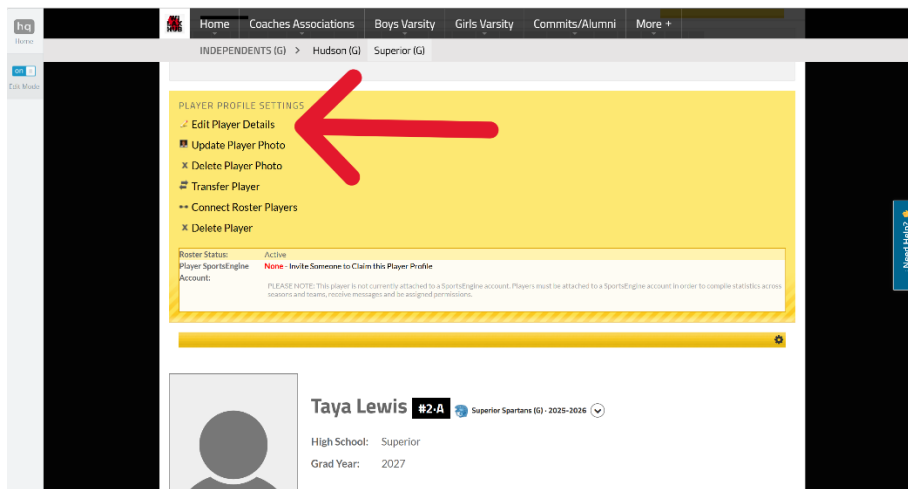 hq
Home
on
Edit Mode
Home Coaches Associations Boys Varsity Girls Varsity Commits/Alumni More +
INDEPENDENTS (G) > Hudson (G) Superior (G)
PLAYER PROFILE SETTINGS
Edit Player Details
Update Player Photo
x Delete Player Photo
Transfer Player
Connect Roster Players
x Delete Player
Roster Status: Active
Player SportsEngine Account: None - Invite Someone to Claim this Player Profile
PLEASE NOTE: This player is not currently attached to a SportsEngine account. Players must be attached to a SportsEngine account in order to compile statistics across
seasons and teams, receive messages and be assigned permissions.
Need Help?
Taya Lewis #2·A Superior Spartans (G) · 2025-2026
High School: Superior
Grad Year: 2027